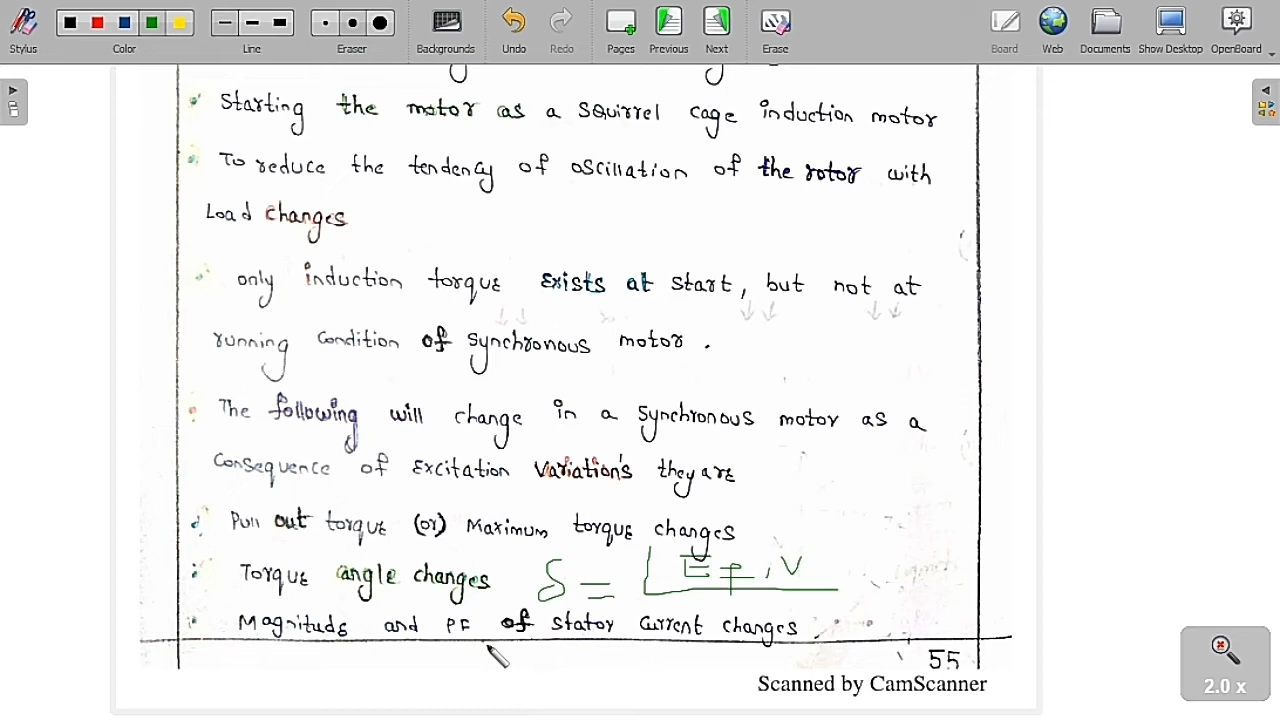 Stylus
Color
Line
Eraser
Backgrounds
Undo
Redo
Pages
Previous
Next
Erase
Board
Web
Documents
Show Desktop
OpenBoard
Starting the motor as a squirrel cage induction motor
To reduce the tendency of oscillation of the rotor with
Load changes
only induction torque exists at start, but not at
running condition of synchronous motor.
The following will change in a synchronous motor as a
consequence of excitation variation's they are
Pull out torque (or) Maximum torque changes
Torque angle changes δ = ∟E_f, V
Magnitude and PF of stator current changes
55
Scanned by CamScanner
2.0 x